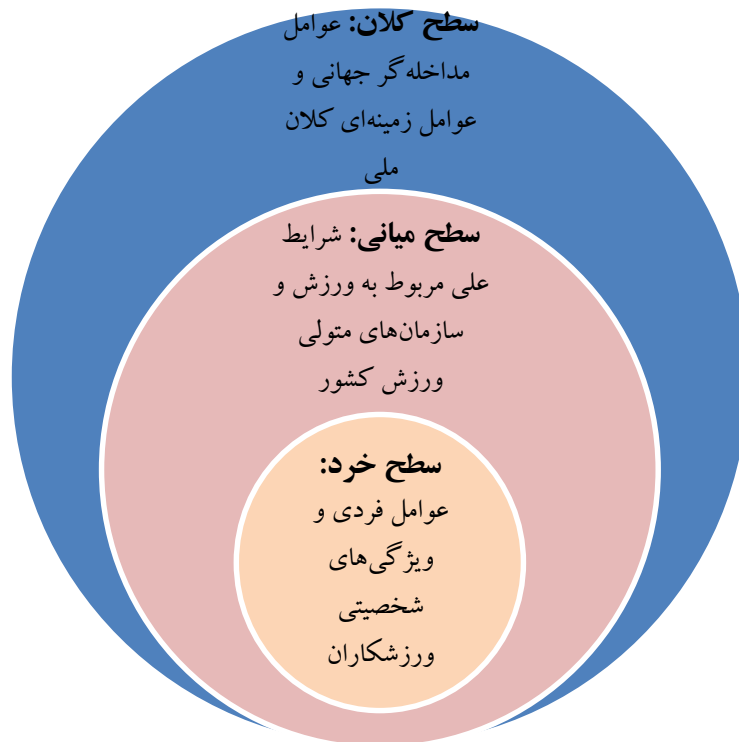 سطح کلان: عوامل
مداخله‌گر جهانی و
عوامل زمینه‌ای کلان
ملی
سطح میانی: شرایط
علی مربوط به ورزش و
سازمان‌های متولی
ورزش کشور
سطح خرد:
عوامل فردی و
ویژگی‌های
شخصیتی
ورزشکاران